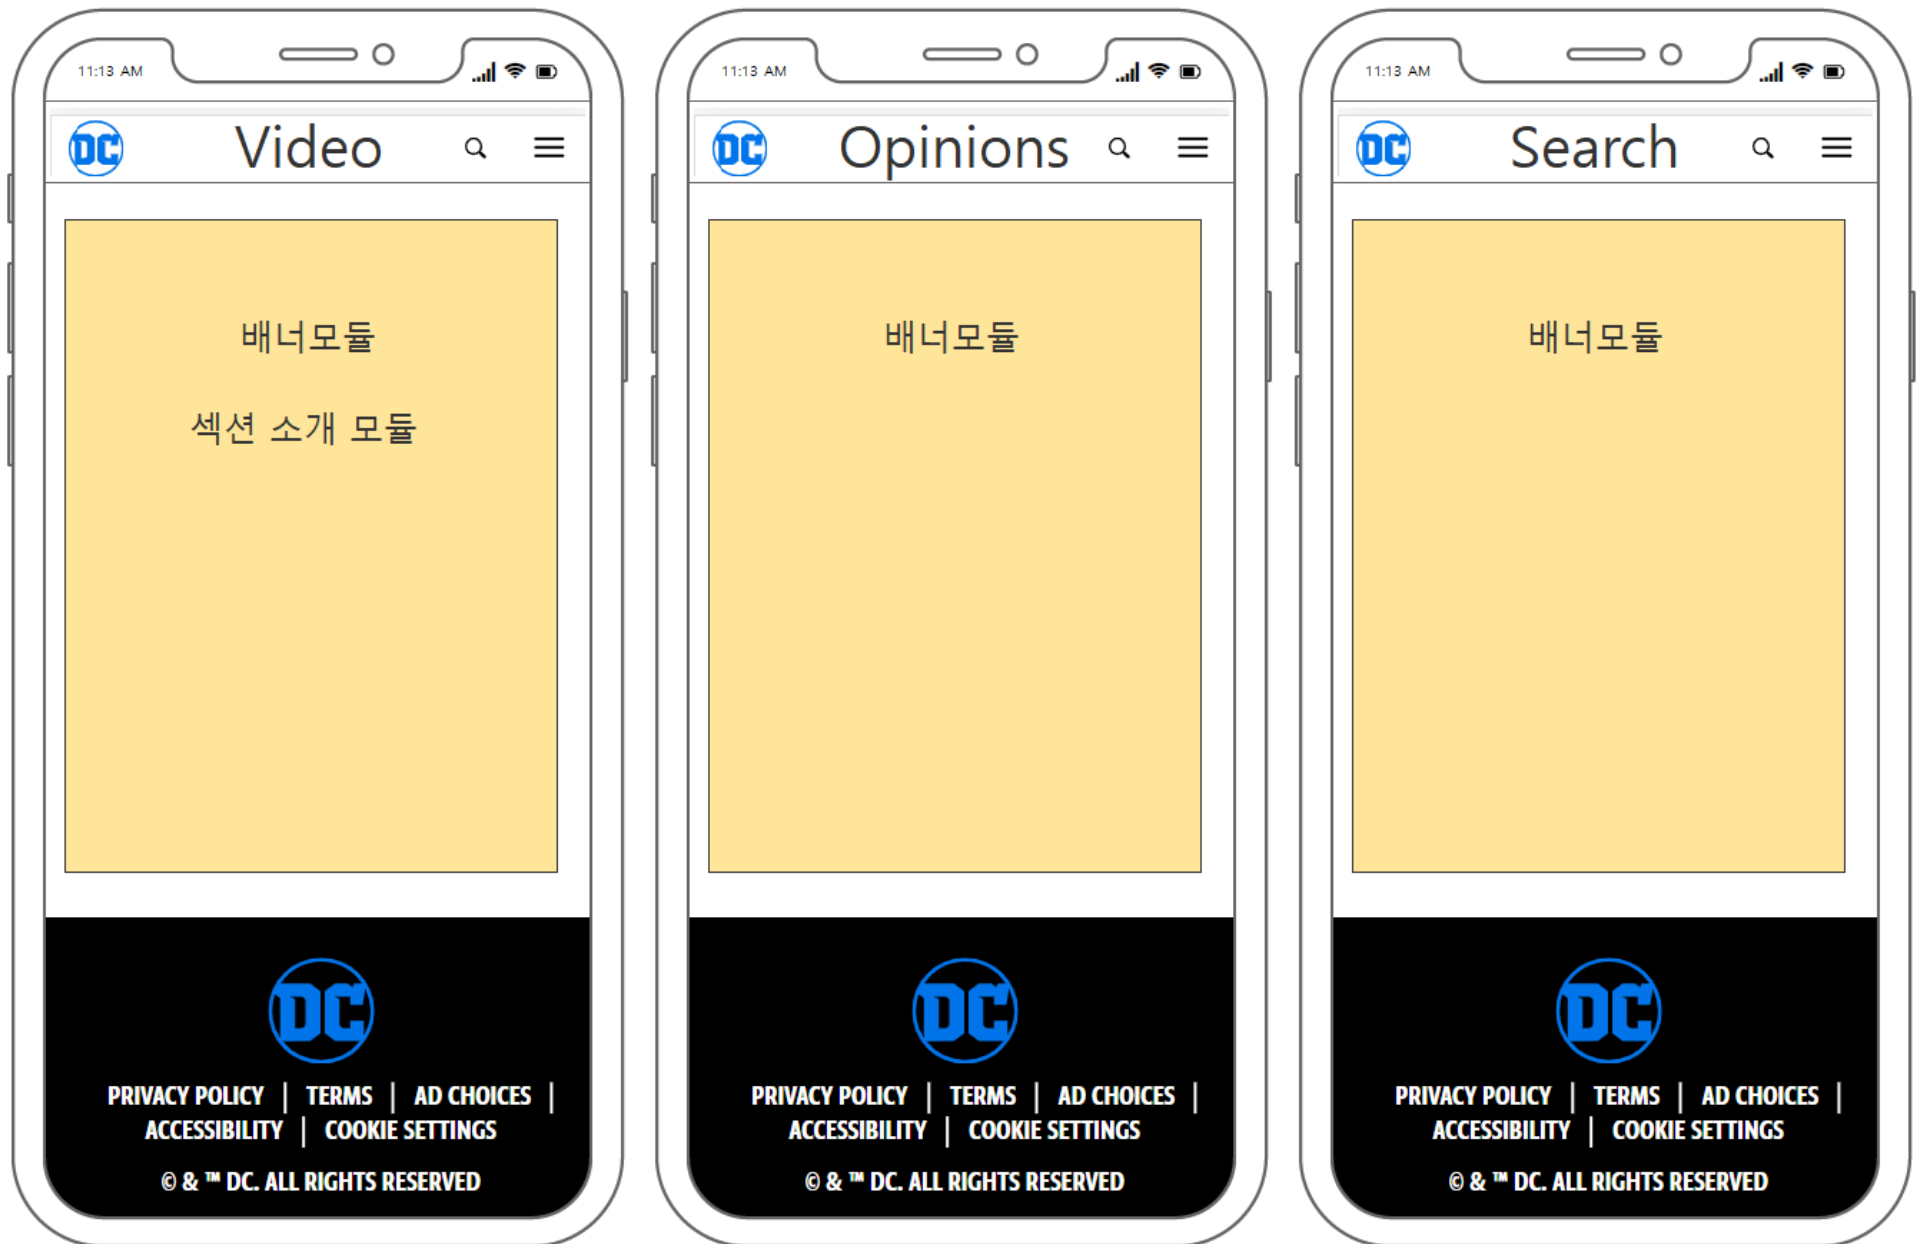 11:13 AM
DC
Video
배너모듈
섹션 소개 모듈
DC
PRIVACY POLICY | TERMS | AD CHOICES |
ACCESSIBILITY | COOKIE SETTINGS
© & ™ DC. ALL RIGHTS RESERVED
11:13 AM
DC
Opinions
배너모듈
DC
PRIVACY POLICY | TERMS | AD CHOICES |
ACCESSIBILITY | COOKIE SETTINGS
© & ™ DC. ALL RIGHTS RESERVED
11:13 AM
DC
Search
배너모듈
DC
PRIVACY POLICY | TERMS | AD CHOICES |
ACCESSIBILITY | COOKIE SETTINGS
© & ™ DC. ALL RIGHTS RESERVED